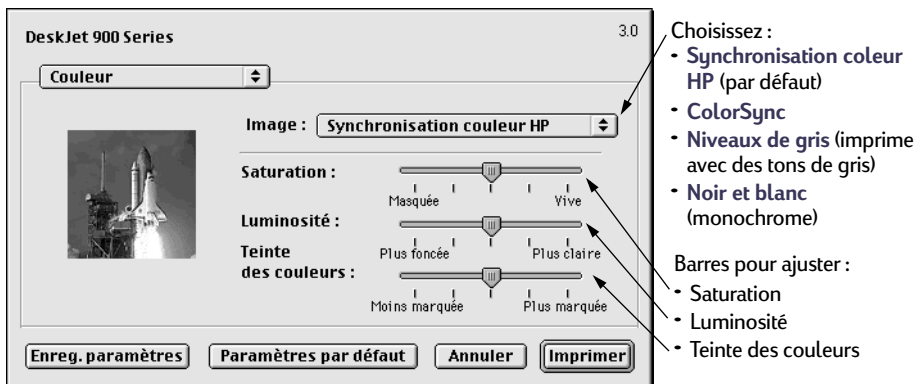 DeskJet 900 Series
3.0
Couleur
Image : Synchronisation couleur HP
Saturation :
Masquée Vive
Luminosité :
Plus foncée Plus claire
Teinte
des couleurs :
Moins marquée Plus marquée
Enreg. paramètres Paramètres par défaut Annuler Imprimer
Choisissez :
• Synchronisation coleur
HP (par défaut)
• ColorSync
• Niveaux de gris (imprime
avec des tons de gris)
• Noir et blanc
(monochrome)
Barres pour ajuster :
• Saturation
• Luminosité
• Teinte des couleurs